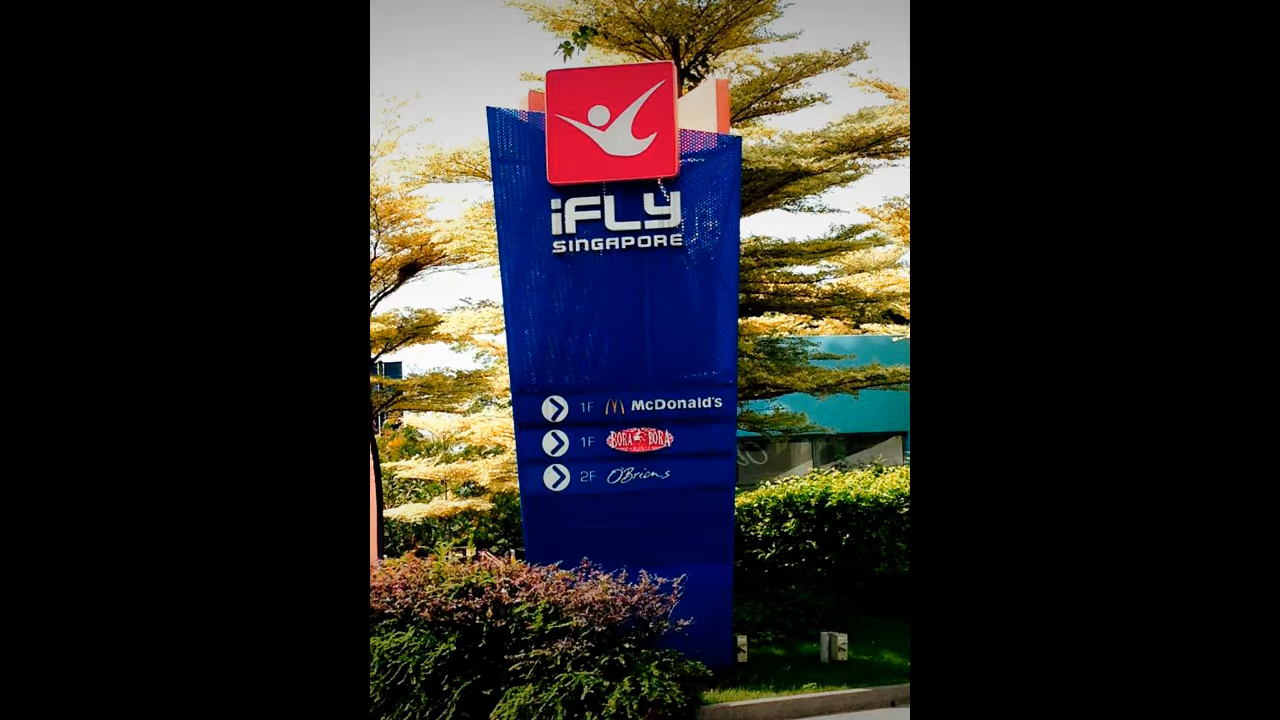 iFLY
SINGAPORE
1F McDonald's
1F BORA BORA
2F O'Briens